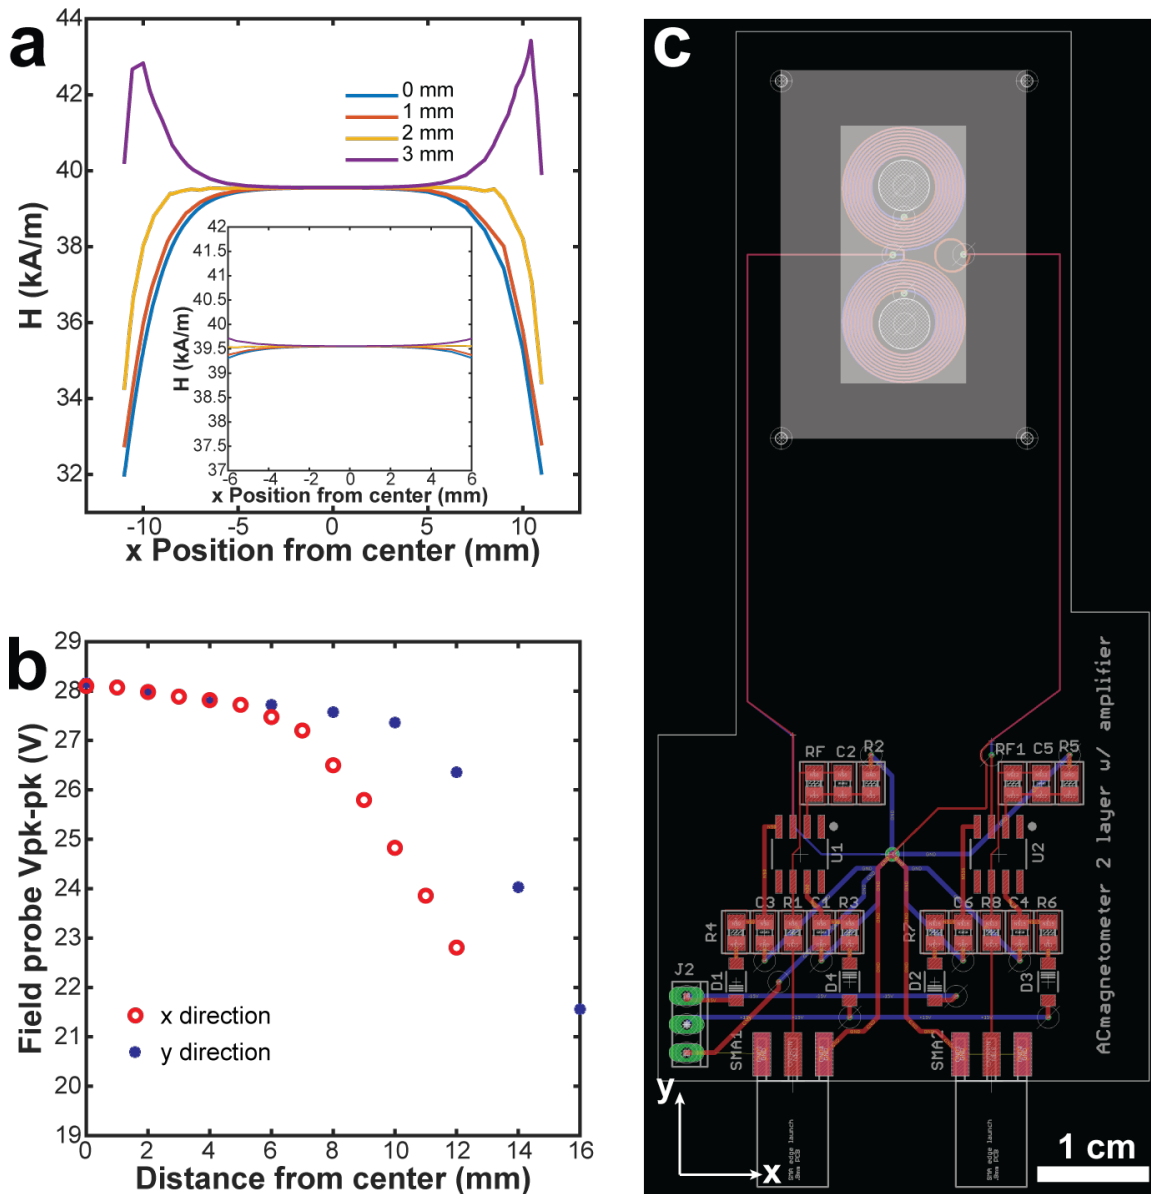 a
44
42
40
38
36
34
32
H (kA/m)
0 mm
1 mm
2 mm
3 mm
42
41.5
41
40.5
40
39.5
39
38.5
38
37.5
37
H (kA/m)
-6 -4 -2 0 2 4 6
x Position from center (mm)
-10 -5 0 5 10
x Position from center (mm)
b
29
28
27
26
25
24
23
22
21
20
19
Field probe Vpk-pk (V)
x direction
y direction
0 2 4 6 8 10 12 14 16
Distance from center (mm)
c
ACmagnetometer 2 layer w/ amplifier
RF C2 R2
RF1 C5 R5
U1
U2
R4 C3 R1 C1 R3
R7 C6 R8 C4 R6
J2
D1 D4 D2 D3
SMA1
SMA2
SMA edge launch
SMA edge launch
y
x
1 cm